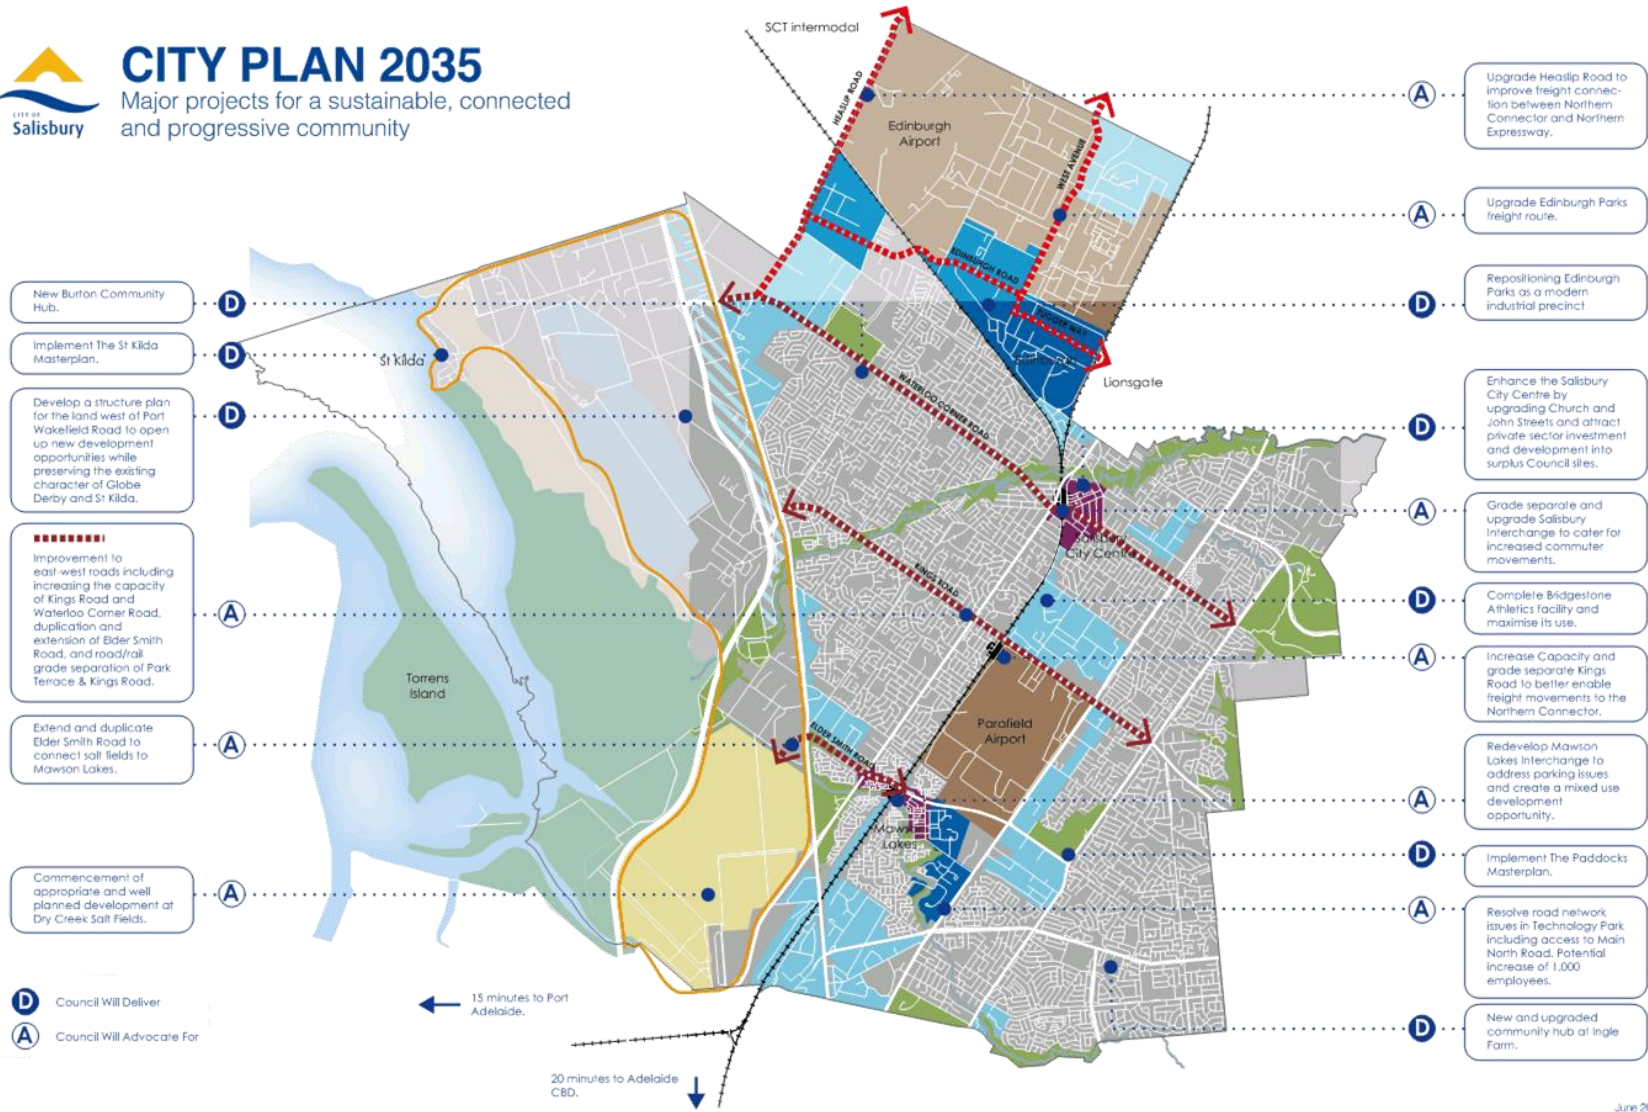 CITY OF
Salisbury
CITY PLAN 2035
Major projects for a sustainable, connected
and progressive community
New Burton Community
Hub.
D
Implement The St Kilda
Masterplan.
D
Develop a structure plan
for the land west of Port
Wakefield Road to open
up new development
opportunities while
preserving the existing
character of Globe
Derby and St Kilda.
D
Improvement to
east-west roads including
increasing the capacity
of Kings Road and
Waterloo Corner Road,
duplication and
extension of Elder Smith
Road, and road/rail
grade separation of Park
Terrace & Kings Road.
A
Extend and duplicate
Elder Smith Road to
connect salt fields to
Mawson Lakes.
A
Commencement of
appropriate and well
planned development at
Dry Creek Salt Fields.
A
D Council Will Deliver
A Council Will Advocate For
SCT intermodal
HEASLIP ROAD
Edinburgh
Airport
WEST AVENUE
EDINBURGH ROAD
TUGGER WAY
Lionsgate
St Kilda
WATERLOO CORNER ROAD
Salisbury
City Centre
KINGS ROAD
Torrens
Island
Parafield
Airport
ELDER SMITH ROAD
Mawson
Lakes
15 minutes to Port
Adelaide.
20 minutes to Adelaide
CBD.
A
Upgrade Heaslip Road to
improve freight connec-
tion between Northern
Connector and Northern
Expressway.
A
Upgrade Edinburgh Parks
freight route.
D
Repositioning Edinburgh
Parks as a modern
industrial precinct
D
Enhance the Salisbury
City Centre by
upgrading Church and
John Streets and attract
private sector investment
and development into
surplus Council sites.
A
Grade separate and
upgrade Salisbury
Interchange to cater for
increased commuter
movements.
D
Complete Bridgestone
Athletics facility and
maximise its use.
A
Increase Capacity and
grade separate Kings
Road to better enable
freight movements to the
Northern Connector.
A
Redevelop Mawson
Lakes Interchange to
address parking issues
and create a mixed use
development
opportunity.
D
Implement The Paddocks
Masterplan.
A
Resolve road network
issues in Technology Park
including access to Main
North Road. Potential
increase of 1,000
employees.
D
New and upgraded
community hub at Ingle
Farm.
June